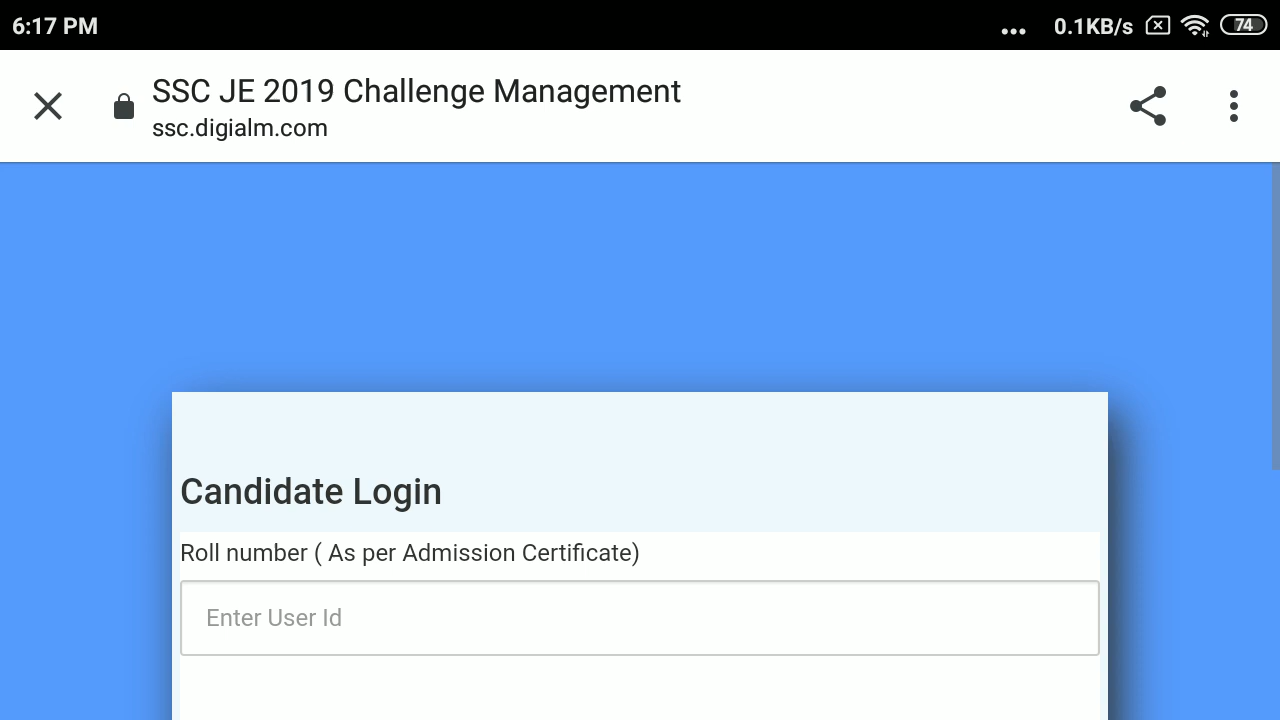 6:17 PM ... 0.1KB/s 74
SSC JE 2019 Challenge Management
ssc.digialm.com
Candidate Login
Roll number ( As per Admission Certificate)
Enter User Id